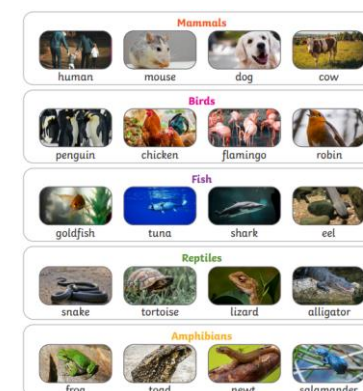 Mammals
human mouse dog cow
Birds
penguin chicken flamingo robin
Fish
goldfish tuna shark eel
Reptiles
snake tortoise lizard alligator
Amphibians
frog toad newt salamander